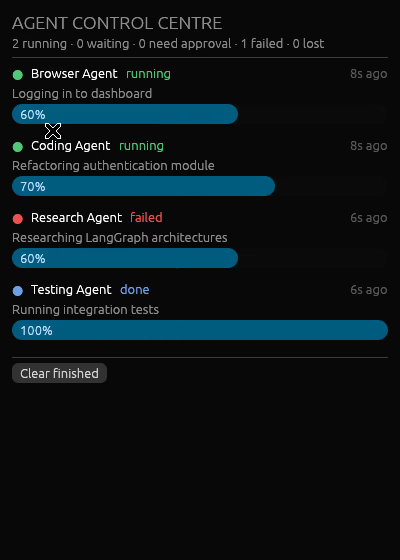 AGENT CONTROL CENTRE
2 running · 0 waiting · 0 need approval · 1 failed · 0 lost
Browser Agent running 8s ago
Logging in to dashboard
60%
Coding Agent running 8s ago
Refactoring authentication module
70%
Research Agent failed 6s ago
Researching LangGraph architectures
60%
Testing Agent done 6s ago
Running integration tests
100%
Clear finished